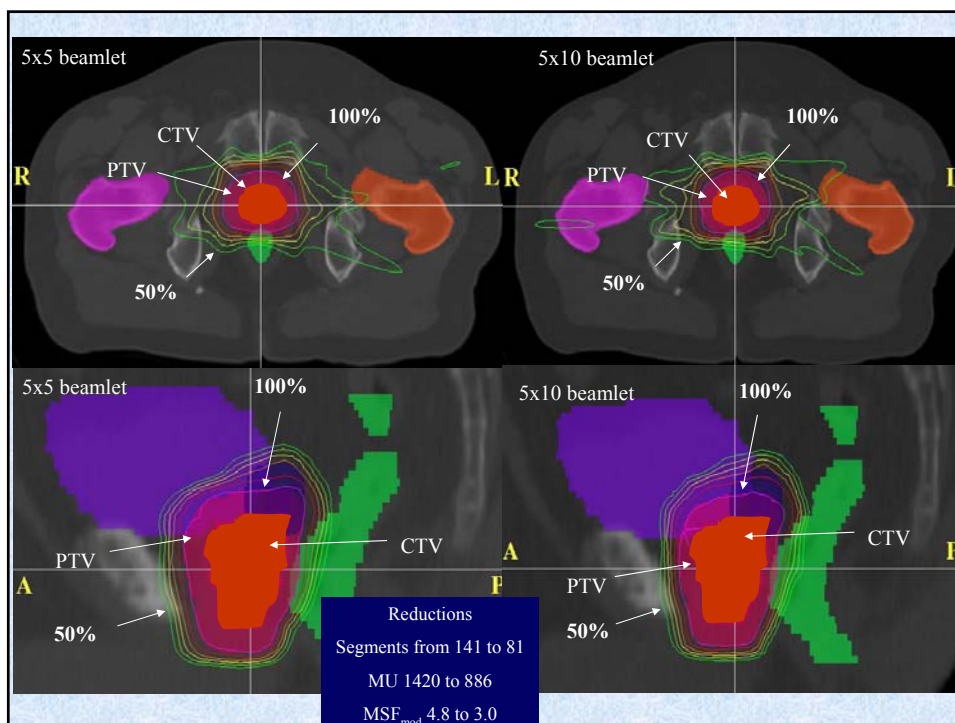 5x5 beamlet
100%
CTV
PTV
R
L
50%
5x10 beamlet
100%
CTV
PTV
R
50%
5x5 beamlet
100%
PTV
CTV
A
50%
5x10 beamlet
100%
CTV
PTV
A
50%
Reductions
Segments from 141 to 81
MU 1420 to 886
MSFmod 4.8 to 3.0